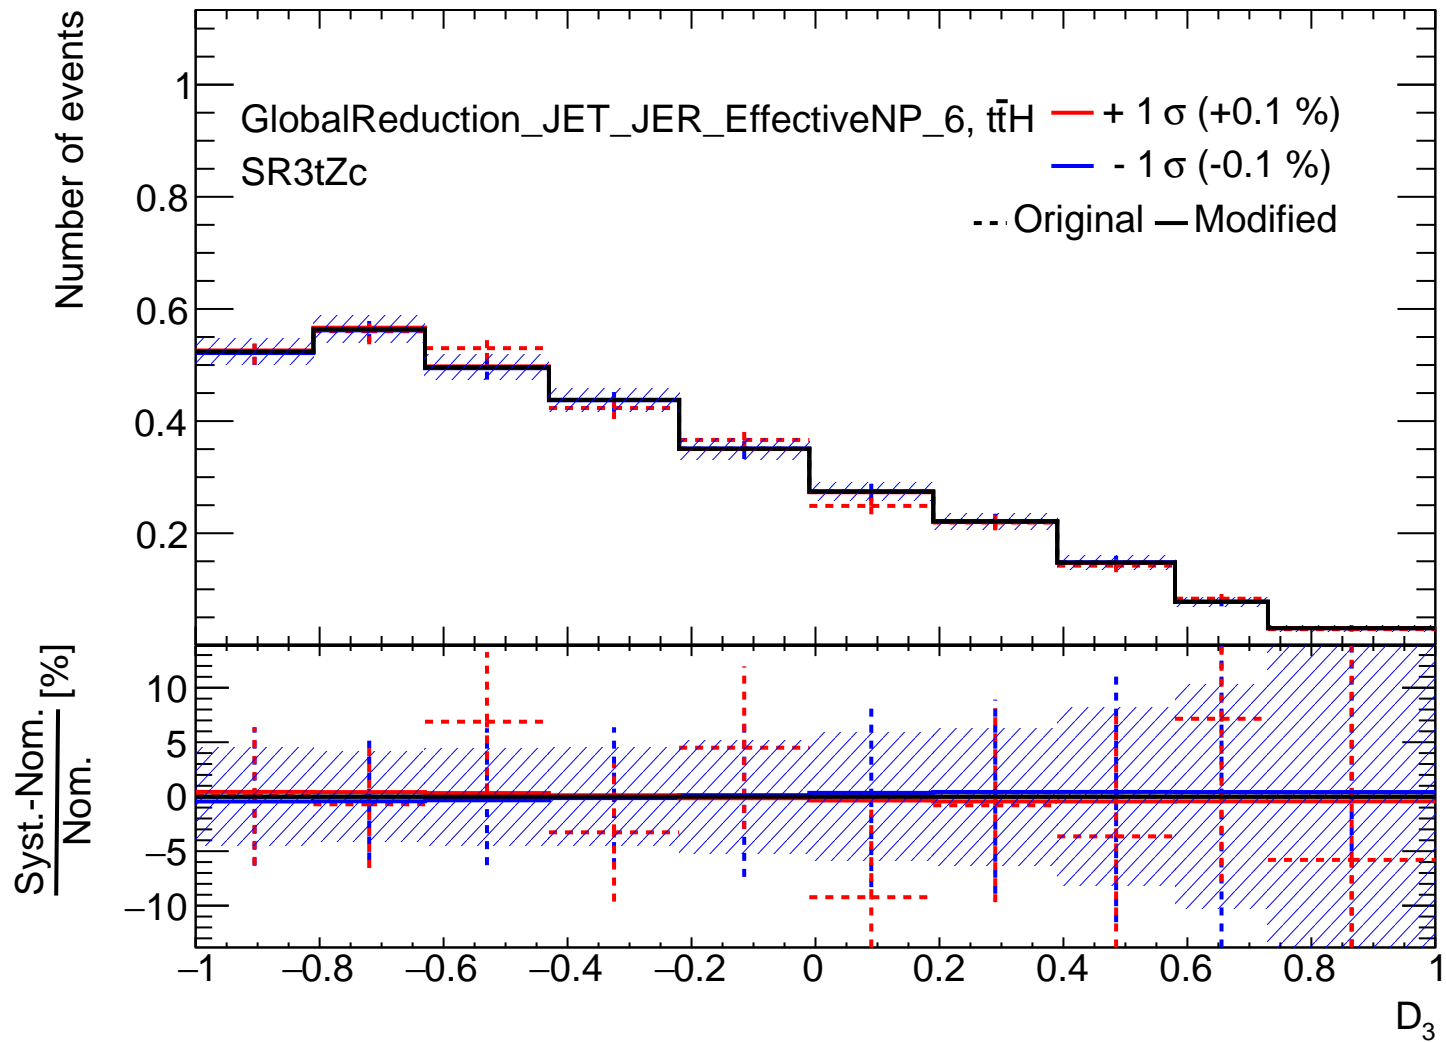 Number of events
1
0.8
0.6
0.4
0.2
GlobalReduction_JET_JER_EffectiveNP_6, tt̄H
SR3tZc
+ 1 σ (+0.1 %)
- 1 σ (-0.1 %)
Original
Modified
Syst.-Nom.
Nom.
[%]
10
5
0
−5
−10
−1 −0.8 −0.6 −0.4 −0.2 0 0.2 0.4 0.6 0.8 1
D₃